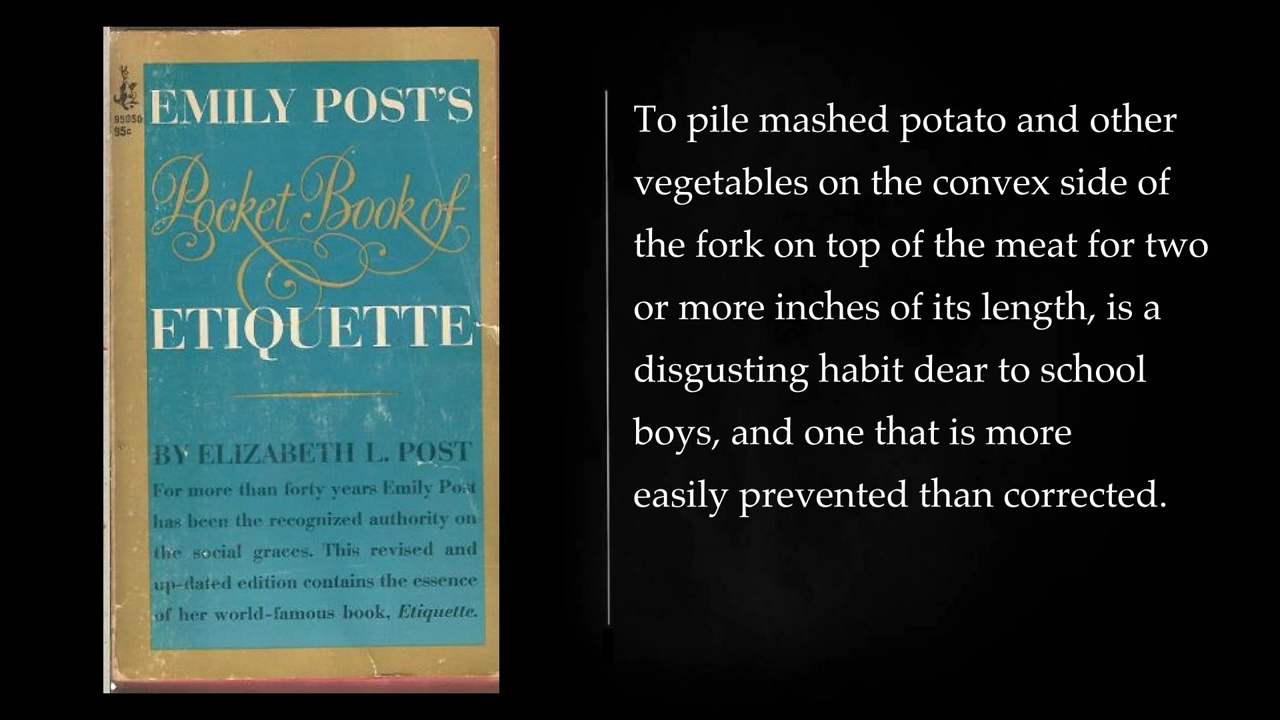 95050
95c
EMILY POST'S
Pocket Book of
ETIQUETTE
BY ELIZABETH L. POST
For more than forty years Emily Post
has been the recognized authority on
the social graces. This revised and
up-dated edition contains the essence
of her world-famous book, Etiquette.
To pile mashed potato and other
vegetables on the convex side of
the fork on top of the meat for two
or more inches of its length, is a
disgusting habit dear to school
boys, and one that is more
easily prevented than corrected.